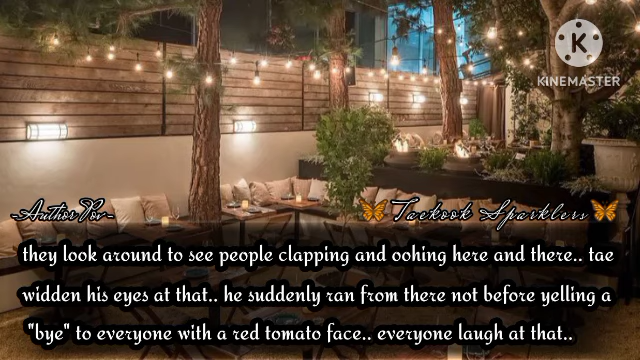 K
KINEMASTER
-Author Pov-
🦋Taekook Sparklers🦋
they look around to see people clapping and oohing here and there.. tae
widden his eyes at that.. he suddenly ran from there not before yelling a
"bye" to everyone with a red tomato face.. everyone laugh at that..